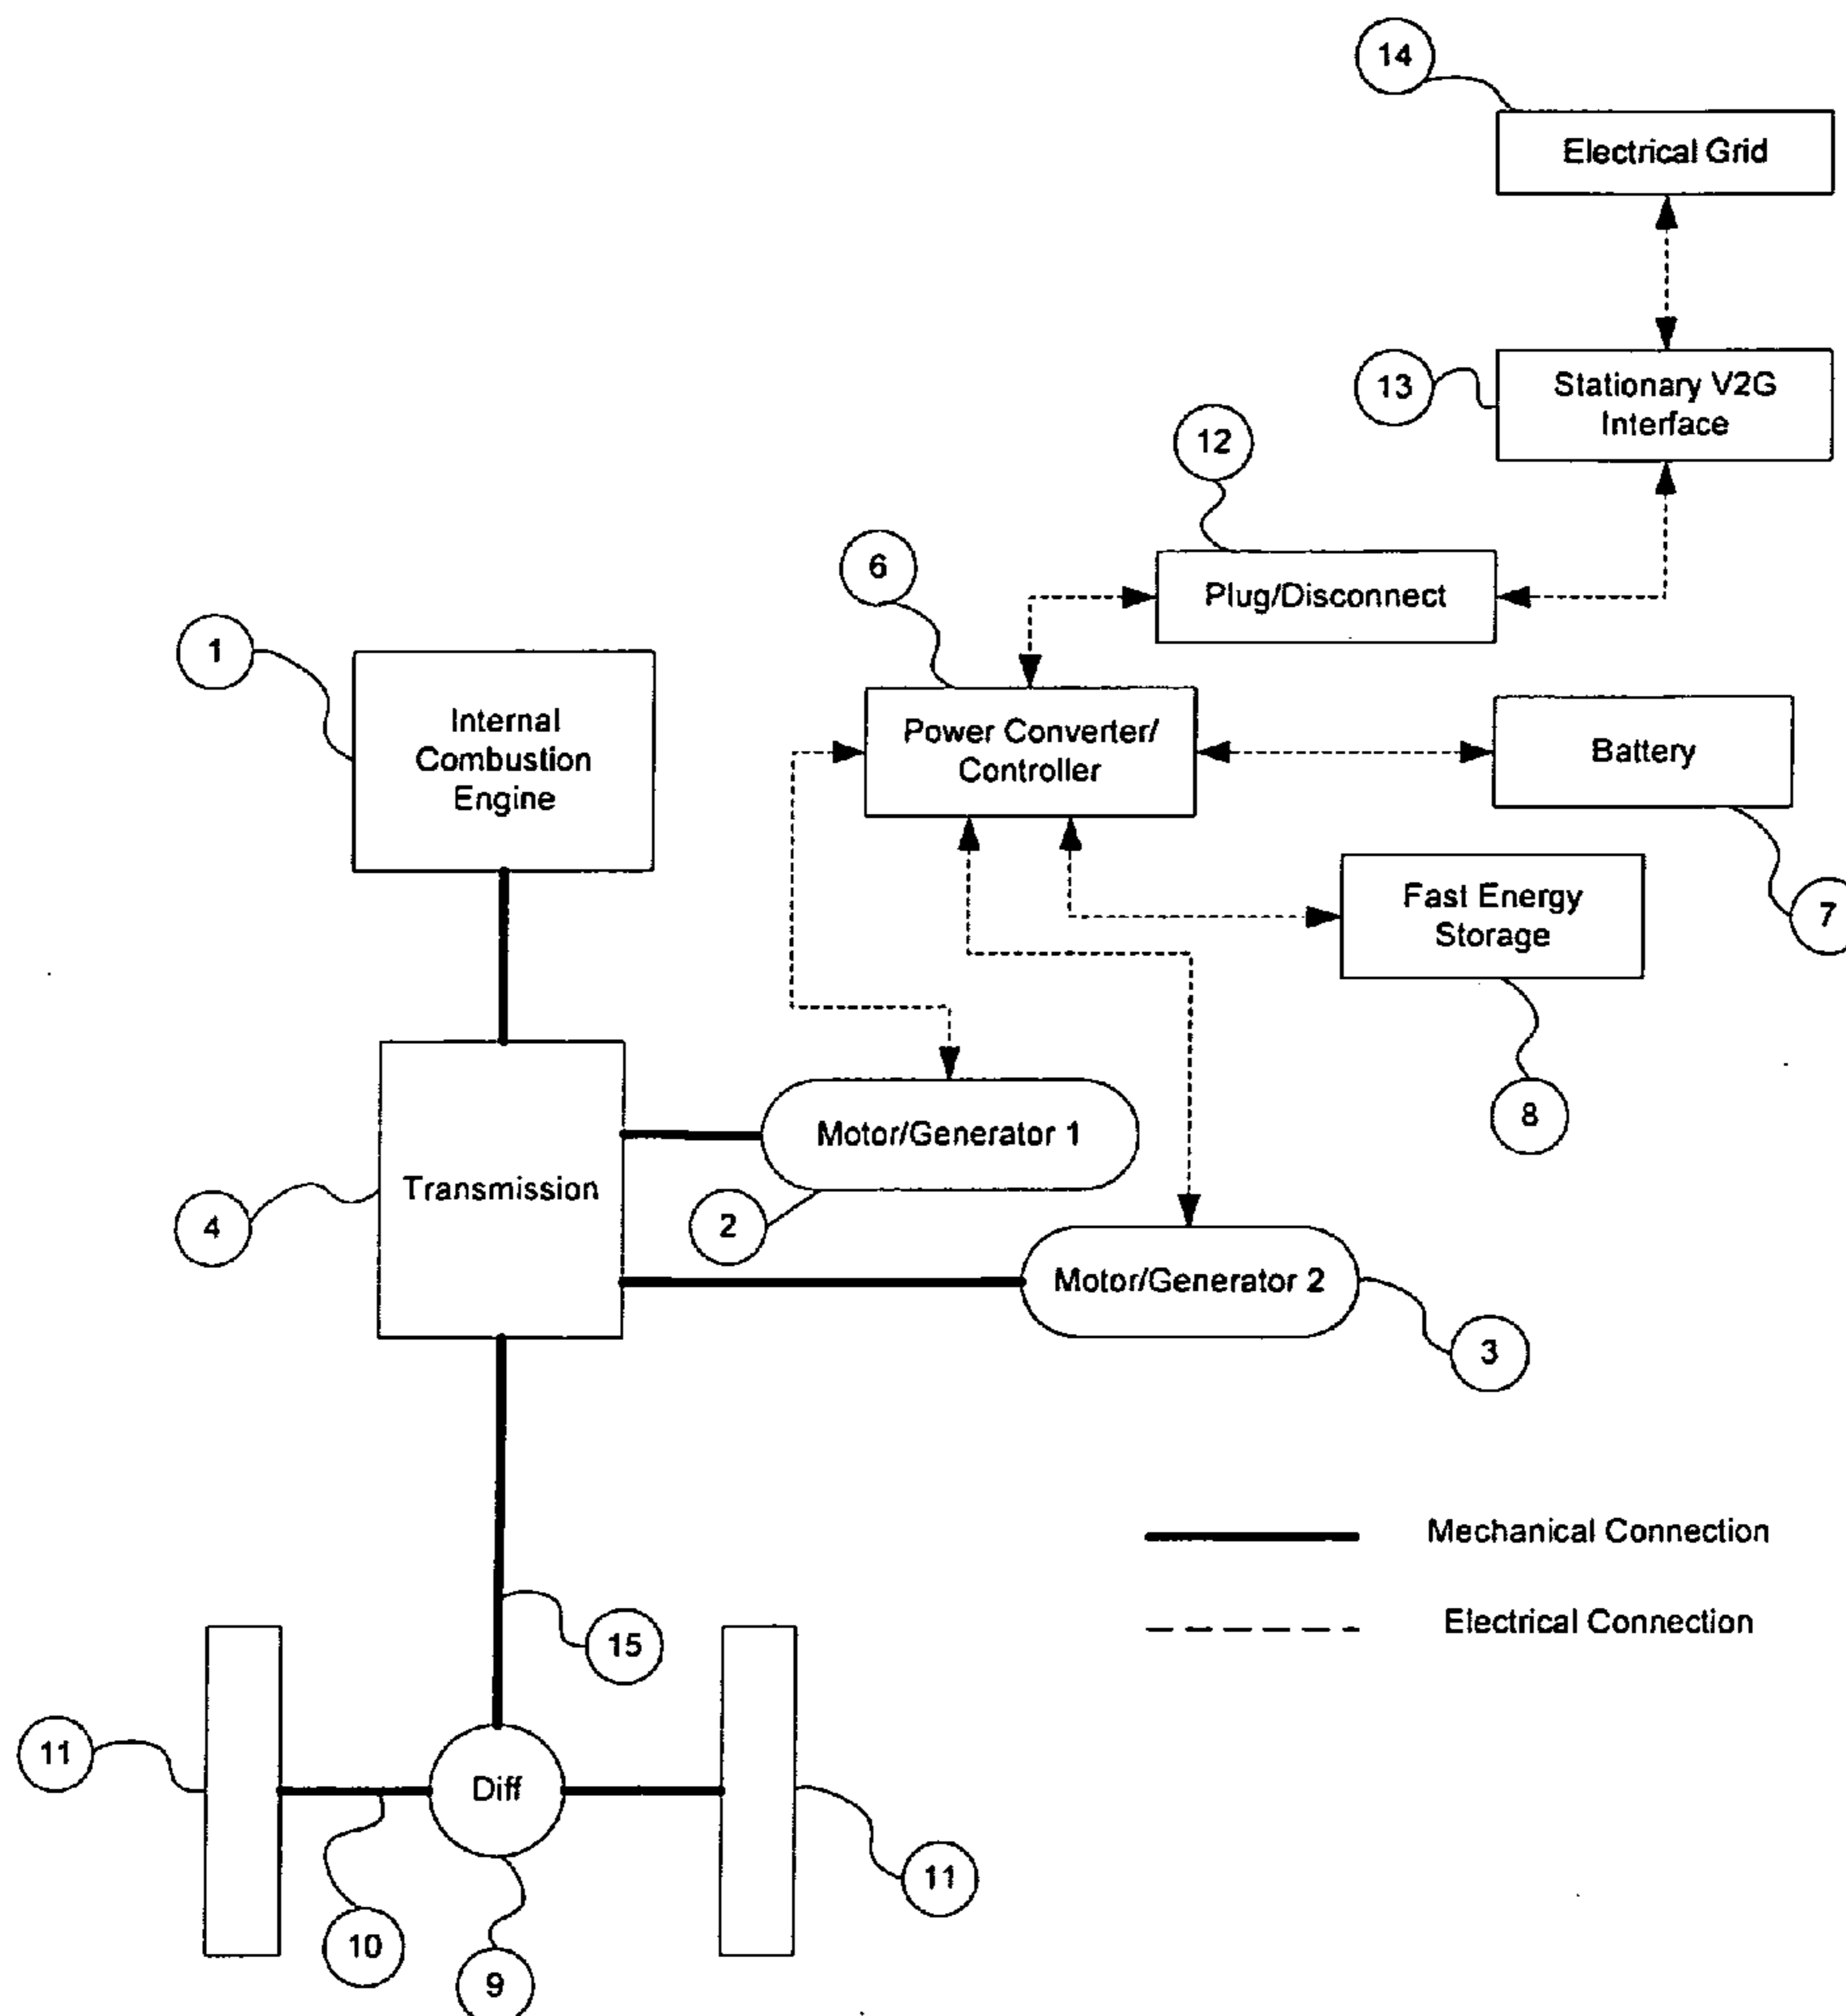 14
Electrical Grid
13
Stationary V2G
Interface
12
6
Plug/Disconnect
1
Internal
Combustion
Engine
Power Converter/
Controller
Battery
7
Fast Energy
Storage
8
Motor/Generator 1
Transmission
4
2
Motor/Generator 2
3
Mechanical Connection
Electrical Connection
15
11
Diff
11
10
9